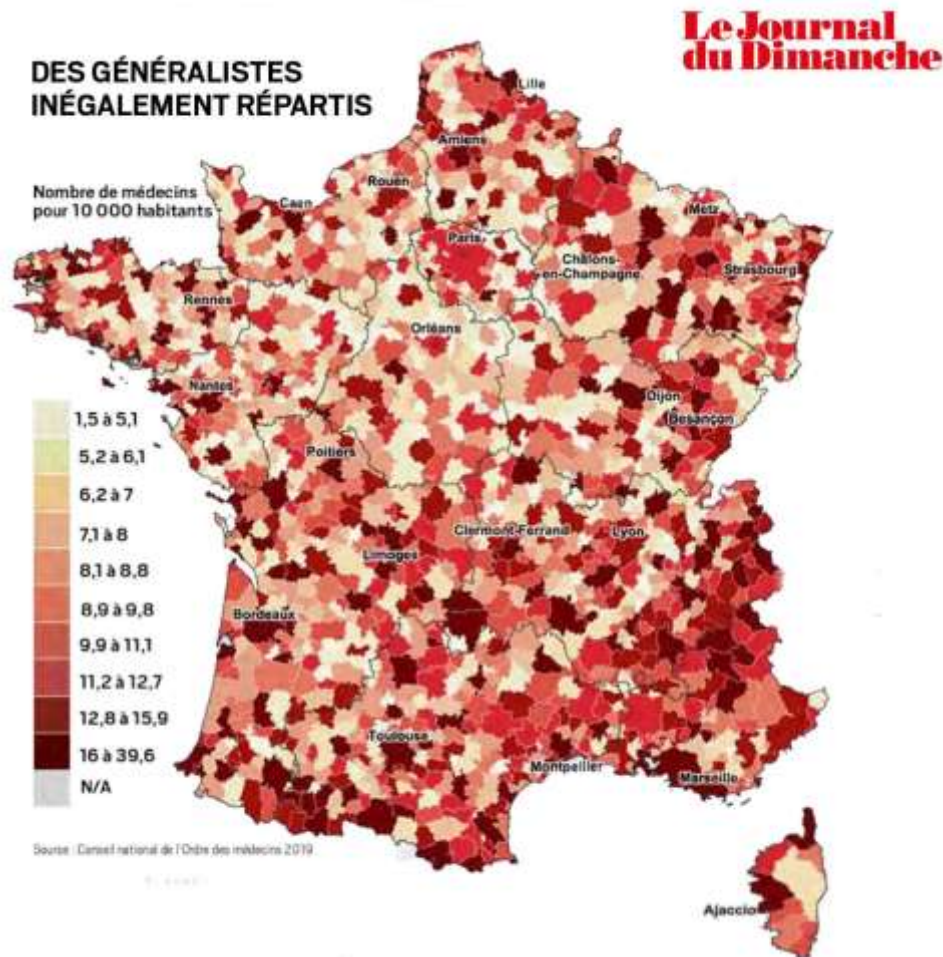 Le Journal
du Dimanche
DES GÉNÉRALISTES
INÉGALEMENT RÉPARTIS
Nombre de médecins
pour 10 000 habitants
Lille
Amiens
Rouen
Caen
Metz
Paris
Châlons-
en-Champagne
Strasbourg
Rennes
Orléans
Nantes
Dijon
Besançon
Poitiers
Clermont-Ferrand
Lyon
Limoges
Bordeaux
Toulouse
Montpellier
Marseille
Ajaccio
1,5 à 5,1
5,2 à 6,1
6,2 à 7
7,1 à 8
8,1 à 8,8
8,9 à 9,8
9,9 à 11,1
11,2 à 12,7
12,8 à 15,9
16 à 39,6
N/A
Source : Conseil national de l'Ordre des médecins 2019